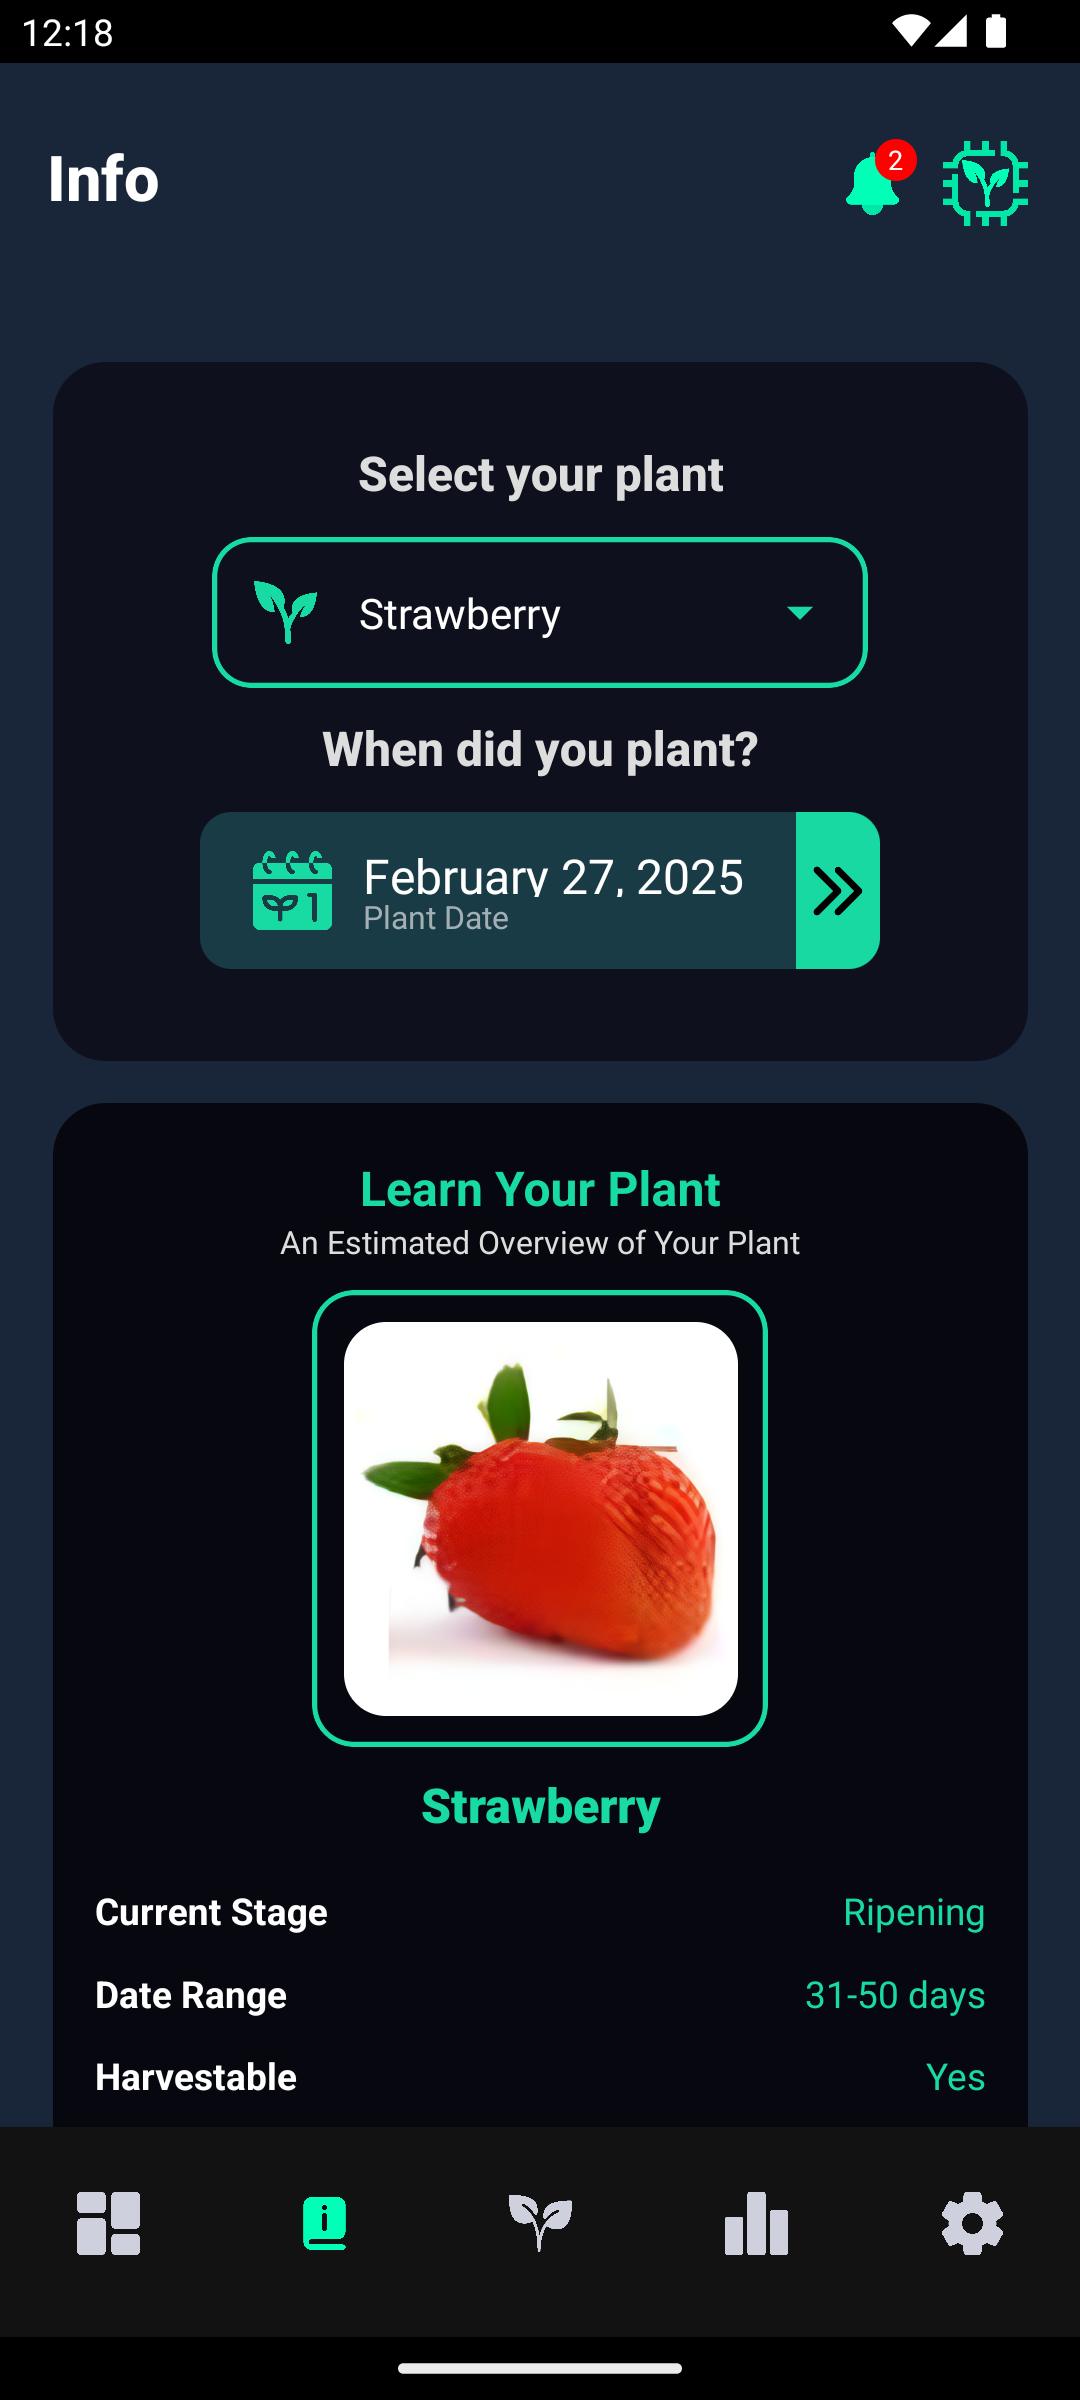 12:18
Info
2
Select your plant
Strawberry
When did you plant?
February 27, 2025
Plant Date
1
Learn Your Plant
An Estimated Overview of Your Plant
Strawberry
Current Stage
Ripening
Date Range
31-50 days
Harvestable
Yes